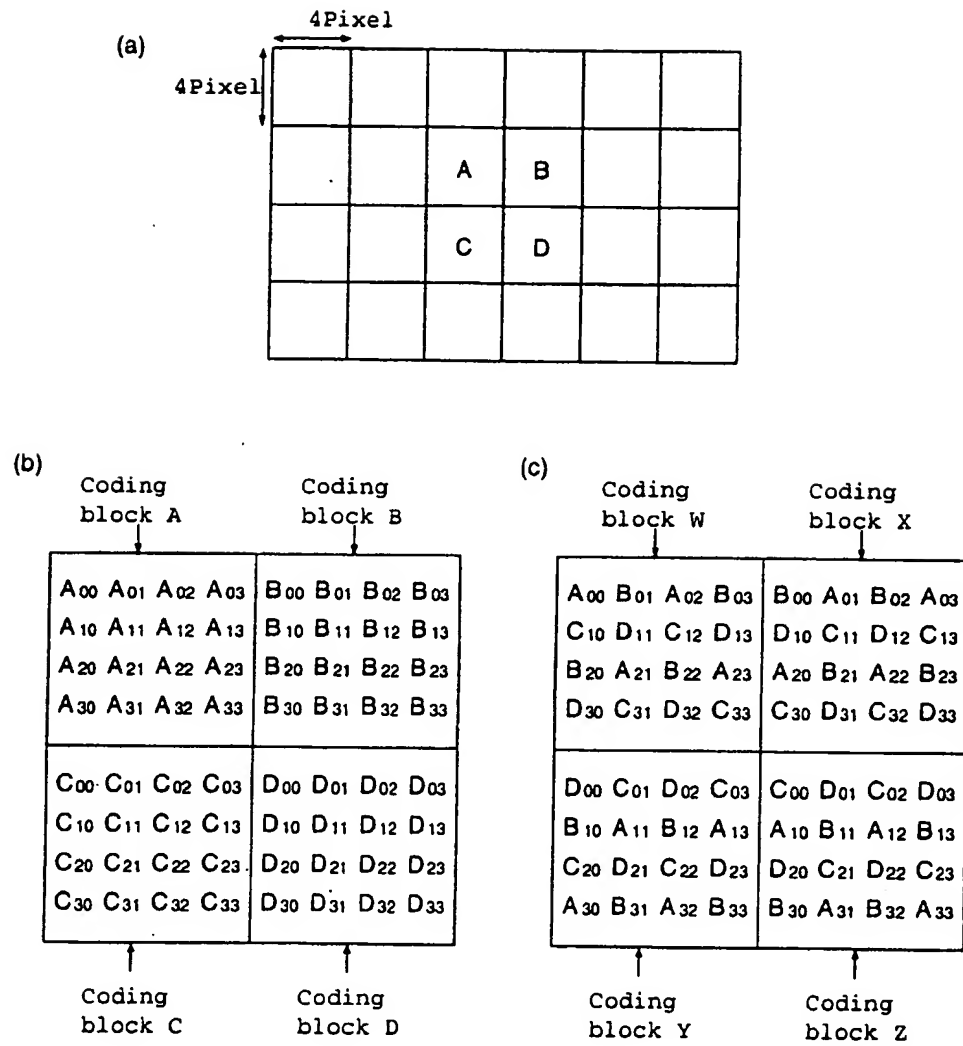 4Pixel
(a)
4Pixel
A B
C D
(b)
Coding block A
Coding block B
A00 A01 A02 A03 B00 B01 B02 B03
A10 A11 A12 A13 B10 B11 B12 B13
A20 A21 A22 A23 B20 B21 B22 B23
A30 A31 A32 A33 B30 B31 B32 B33
C00 C01 C02 C03 D00 D01 D02 D03
C10 C11 C12 C13 D10 D11 D12 D13
C20 C21 C22 C23 D20 D21 D22 D23
C30 C31 C32 C33 D30 D31 D32 D33
Coding block C
Coding block D
(c)
Coding block W
Coding block X
A00 B01 A02 B03 B00 A01 B02 A03
C10 D11 C12 D13 D10 C11 D12 C13
B20 A21 B22 A23 A20 B21 A22 B23
D30 C31 D32 C33 C30 D31 C32 D33
D00 C01 D02 C03 C00 D01 C02 D03
B10 A11 B12 A13 A10 B11 A12 B13
C20 D21 C22 D23 D20 C21 D22 C23
A30 B31 A32 B33 B30 A31 B32 A33
Coding block Y
Coding block Z